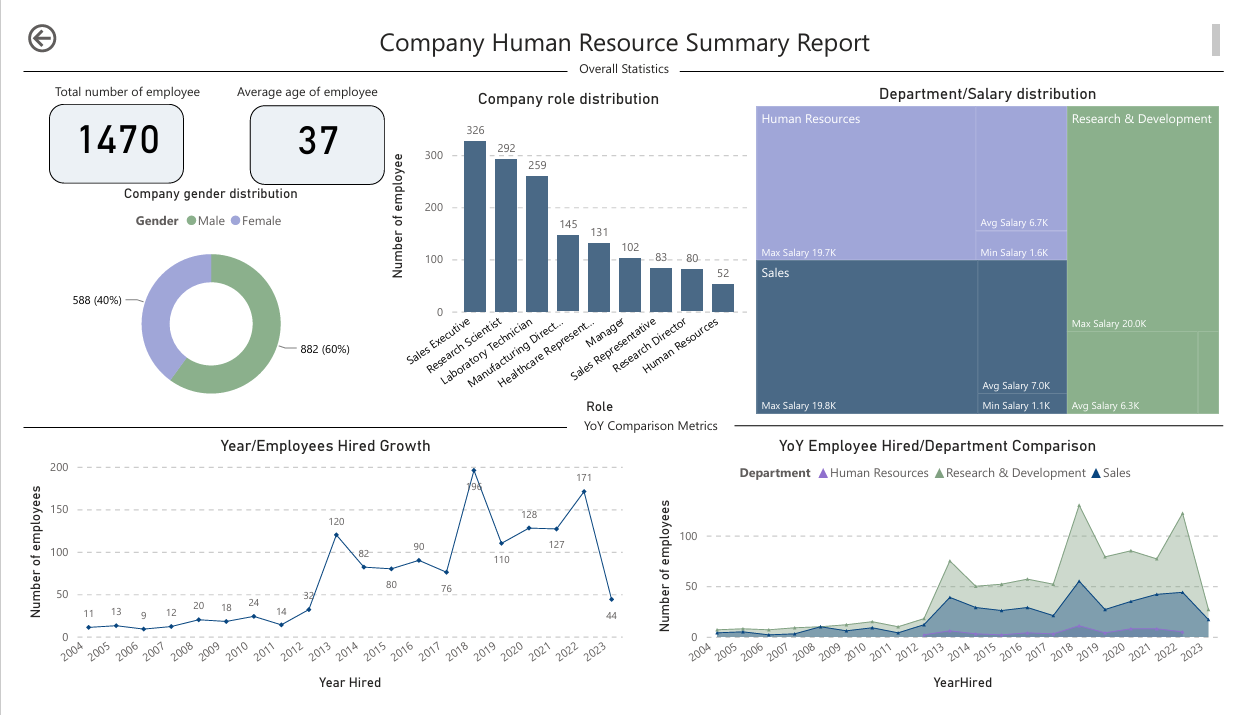 Company Human Resource Summary Report
Overall Statistics
Total number of employee
1470
Average age of employee
37
Company gender distribution
Gender Male Female
588 (40%)
882 (60%)
Company role distribution
Number of employee
300
200
100
0
326
292
259
145
131
102
83
80
52
Sales Executive
Research Scientist
Laboratory Technician
Manufacturing Direct...
Healthcare Represent...
Manager
Sales Representative
Research Director
Human Resources
Role
Department/Salary distribution
Human Resources
Max Salary 19.7K
Avg Salary 6.7K
Min Salary 1.6K
Sales
Max Salary 19.8K
Avg Salary 7.0K
Min Salary 1.1K
Research & Development
Max Salary 20.0K
Avg Salary 6.3K
YoY Comparison Metrics
Year/Employees Hired Growth
Number of employees
200
150
100
50
0
11
13
9
12
20
18
24
14
32
120
82
80
90
76
196
110
128
127
171
44
2004
2005
2006
2007
2008
2009
2010
2011
2012
2013
2014
2015
2016
2017
2018
2019
2020
2021
2022
2023
Year Hired
YoY Employee Hired/Department Comparison
Department Human Resources Research & Development Sales
Number of employees
100
50
0
2004
2005
2006
2007
2008
2009
2010
2011
2012
2013
2014
2015
2016
2017
2018
2019
2020
2021
2022
2023
YearHired